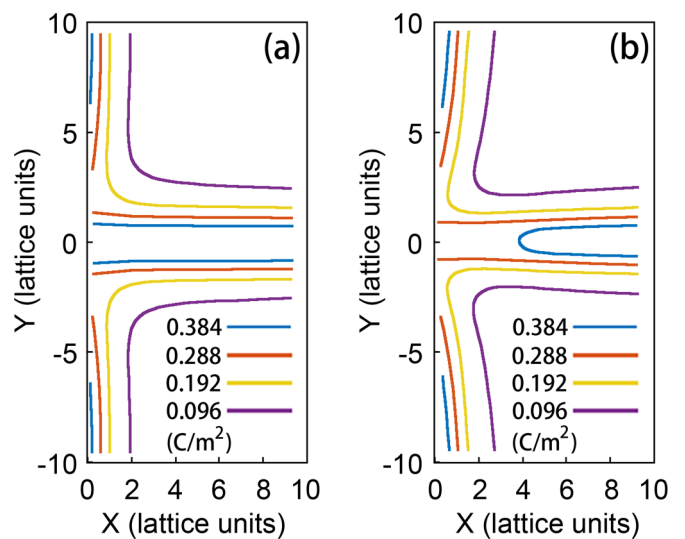 (a)
10
5
0
-5
-10
Y (lattice units)
0.384
0.288
0.192
0.096
(C/m²)
0 2 4 6 8 10
X (lattice units)
(b)
10
5
0
-5
-10
Y (lattice units)
0.384
0.288
0.192
0.096
(C/m²)
0 2 4 6 8 10
X (lattice units)